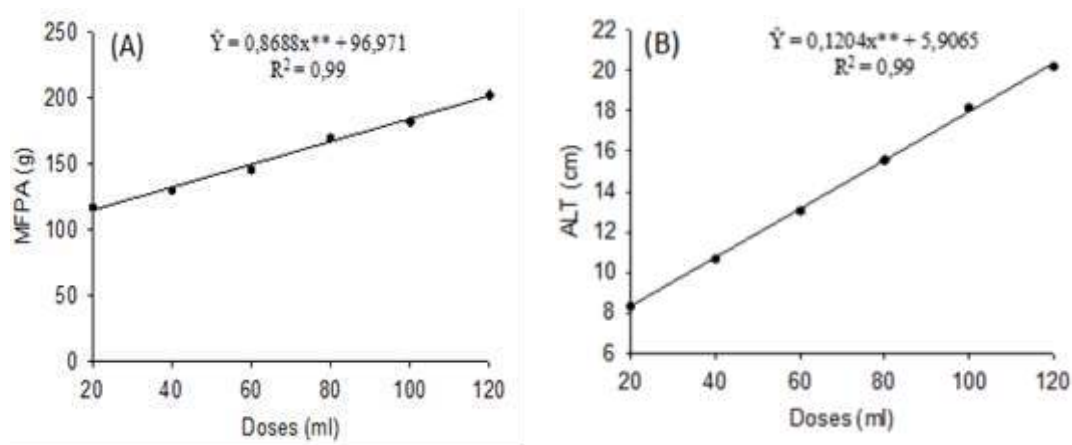 (A)
Ŷ = 0,8688x** + 96,971
R² = 0,99
250
200
150
100
50
0
MFPA (g)
20 40 60 80 100 120
Doses (ml)
(B)
Ŷ = 0,1204x** + 5,9065
R² = 0,99
22
20
18
16
14
12
10
8
6
ALT (cm)
20 40 60 80 100 120
Doses (ml)